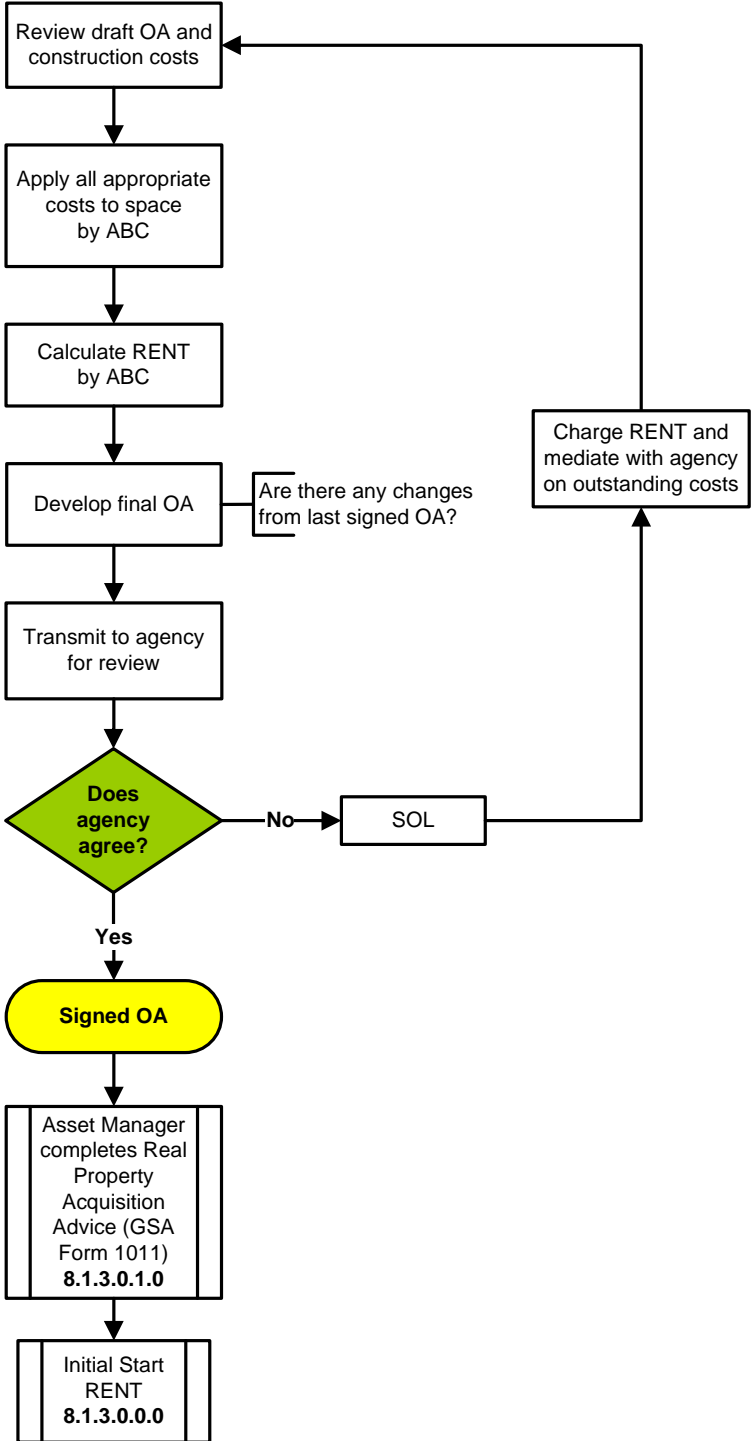 Review draft OA and
construction costs
Apply all appropriate
costs to space
by ABC
Calculate RENT
by ABC
Charge RENT and
mediate with agency
on outstanding costs
Develop final OA
Are there any changes
from last signed OA?
Transmit to agency
for review
Does
agency
agree?
No
SOL
Yes
Signed OA
Asset Manager
completes Real
Property
Acquisition
Advice (GSA
Form 1011)
8.1.3.0.1.0
Initial Start
RENT
8.1.3.0.0.0